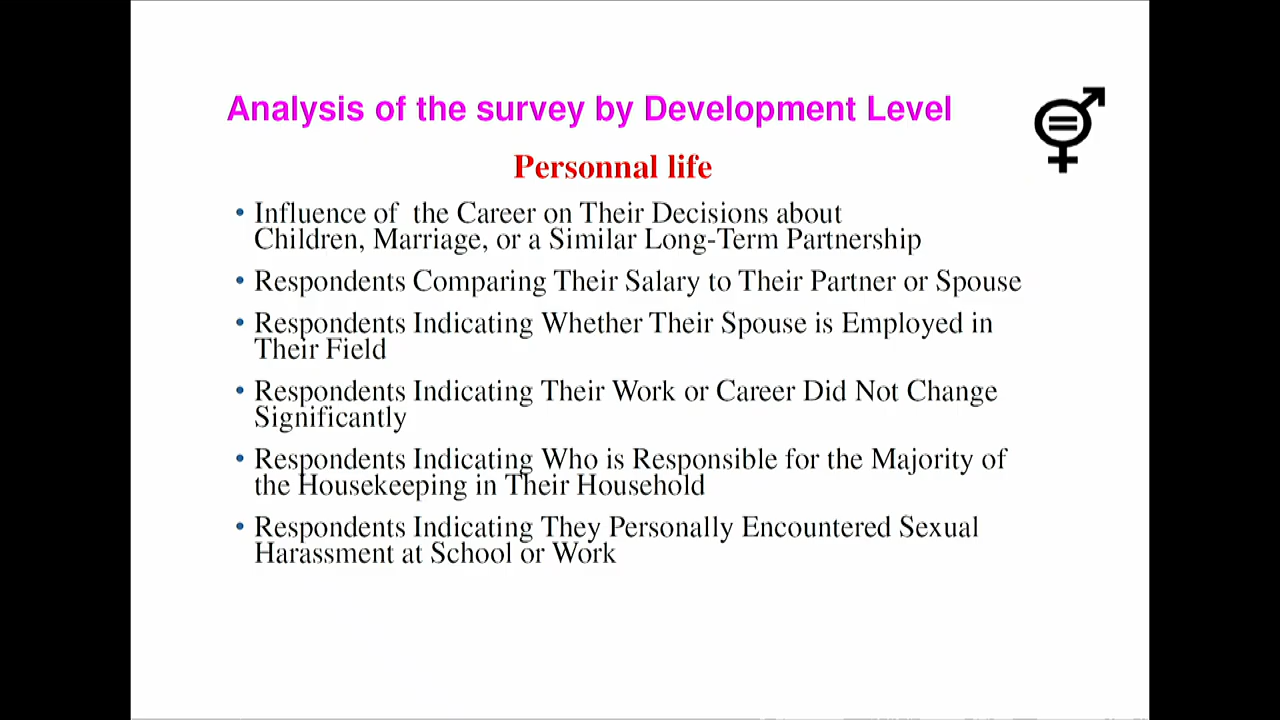 Analysis of the survey by Development Level
Personnal life
• Influence of the Career on Their Decisions about
Children, Marriage, or a Similar Long-Term Partnership
• Respondents Comparing Their Salary to Their Partner or Spouse
• Respondents Indicating Whether Their Spouse is Employed in
Their Field
• Respondents Indicating Their Work or Career Did Not Change
Significantly
• Respondents Indicating Who is Responsible for the Majority of
the Housekeeping in Their Household
• Respondents Indicating They Personally Encountered Sexual
Harassment at School or Work